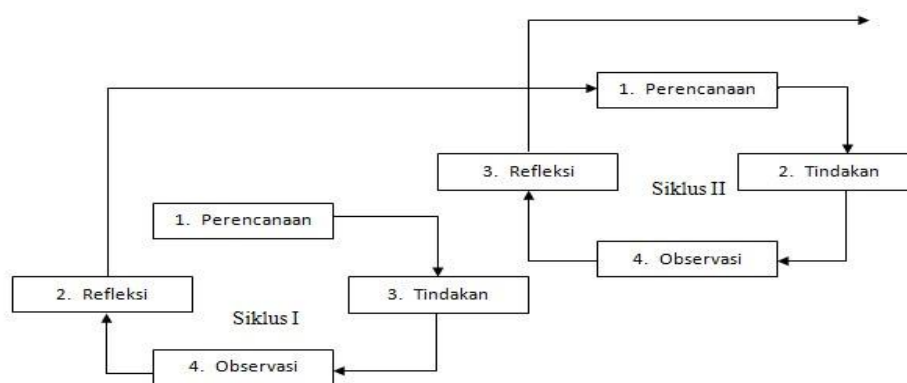 1. Perencanaan
3. Refleksi
Siklus II
2. Tindakan
1. Perencanaan
4. Observasi
2. Refleksi
3. Tindakan
Siklus I
4. Observasi